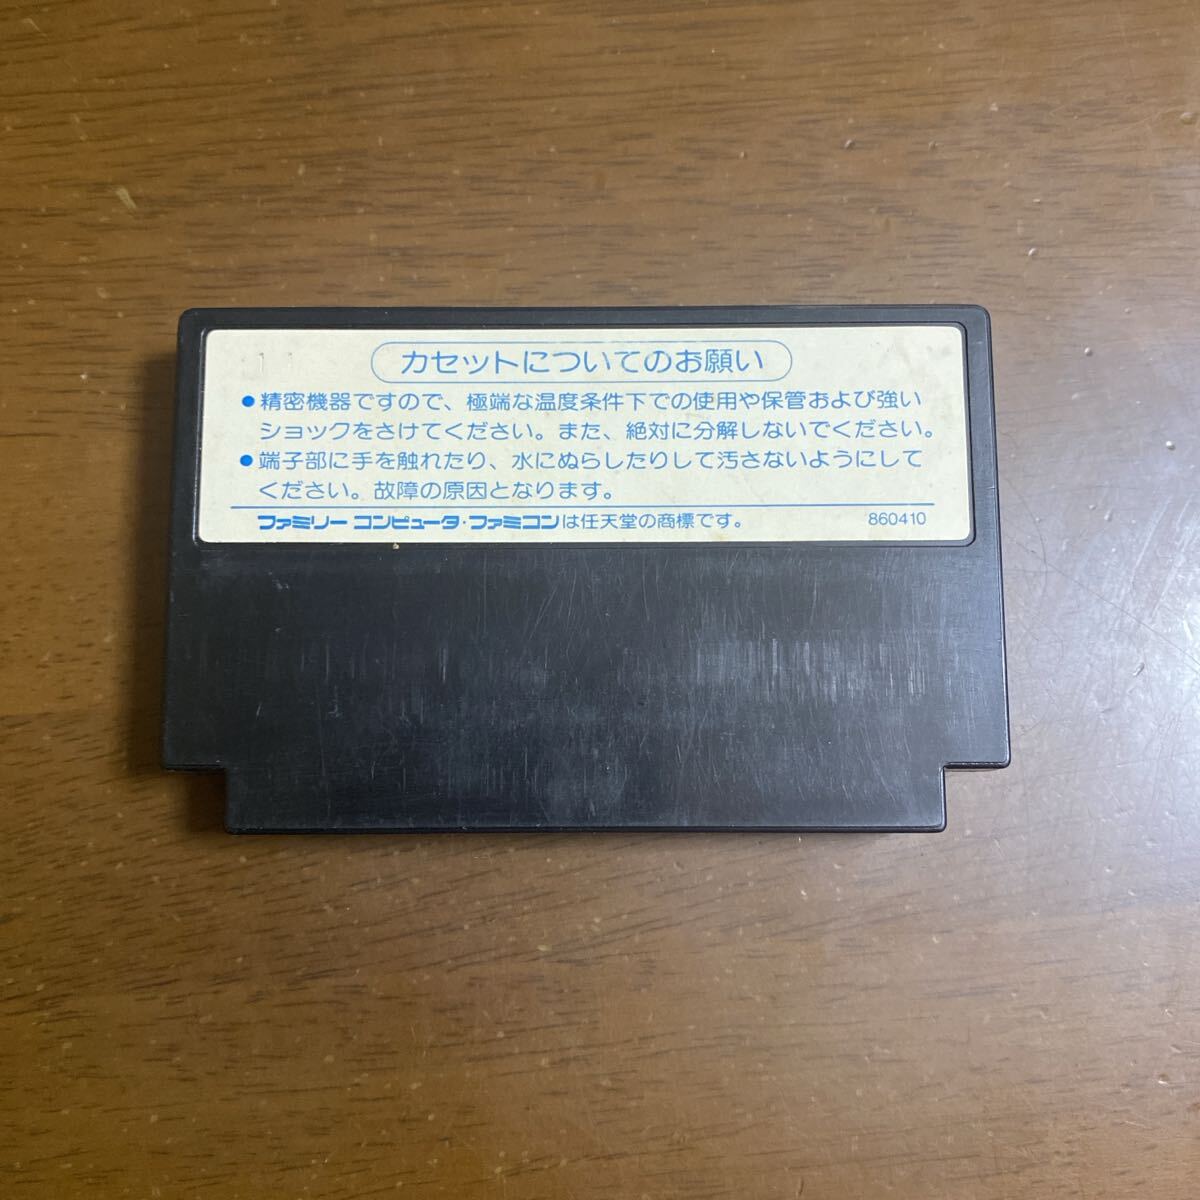 11
カセットについてのお願い
●精密機器ですので、極端な温度条件下での使用や保管および強い
ショックをさけてください。また、絶対に分解しないでください。
●端子部に手を触れたり、水にぬらしたりして汚さないようにして
ください。故障の原因となります。
ファミリー コンピュータ・ファミコンは任天堂の商標です。 860410